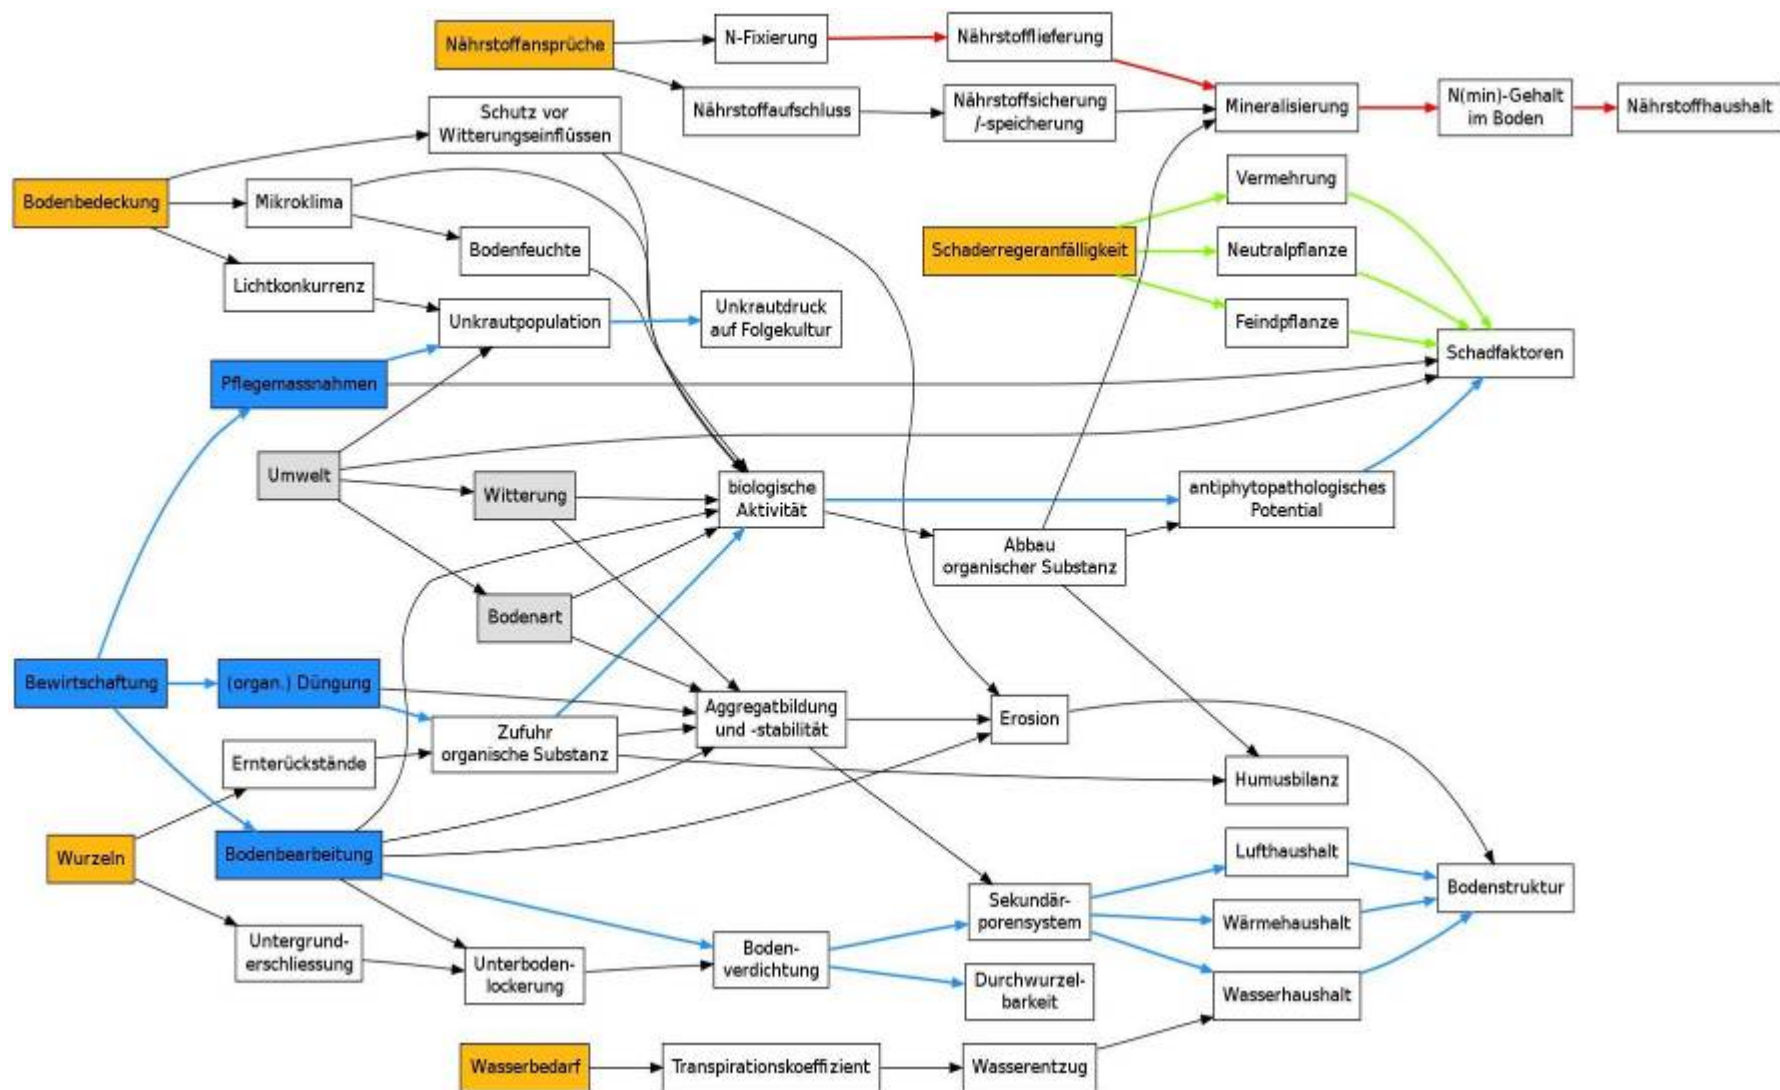 Nährstoffansprüche
N-Fixierung
Nährstofflieferung
Nährstoffaufschluss
Nährstoffsicherung
/-speicherung
Mineralisierung
N(min)-Gehalt
im Boden
Nährstoffhaushalt
Schutz vor
Witterungseinflüssen
Bodenbedeckung
Mikroklima
Bodenfeuchte
Lichtkonkurrenz
Unkrautpopulation
Unkrautdruck
auf Folgekultur
Vermehrung
Schaderregeranfälligkeit
Neutralpflanze
Feindpflanze
Schadfaktoren
Pflegemassnahmen
Umwelt
Witterung
biologische
Aktivität
antiphytopathologisches
Potential
Abbau
organischer Substanz
Bodenart
Bewirtschaftung
(organ.) Düngung
Zufuhr
organische Substanz
Aggregatbildung
und -stabilität
Erosion
Ernterückstände
Humusbilanz
Wurzeln
Bodenbearbeitung
Lufthaushalt
Bodenstruktur
Sekundär-
porensystem
Wärmehaushalt
Untergrund-
erschliessung
Unterboden-
lockerung
Boden-
verdichtung
Durchwurzel-
barkeit
Wasserhaushalt
Wasserbedarf
Transpirationskoeffizient
Wasserentzug